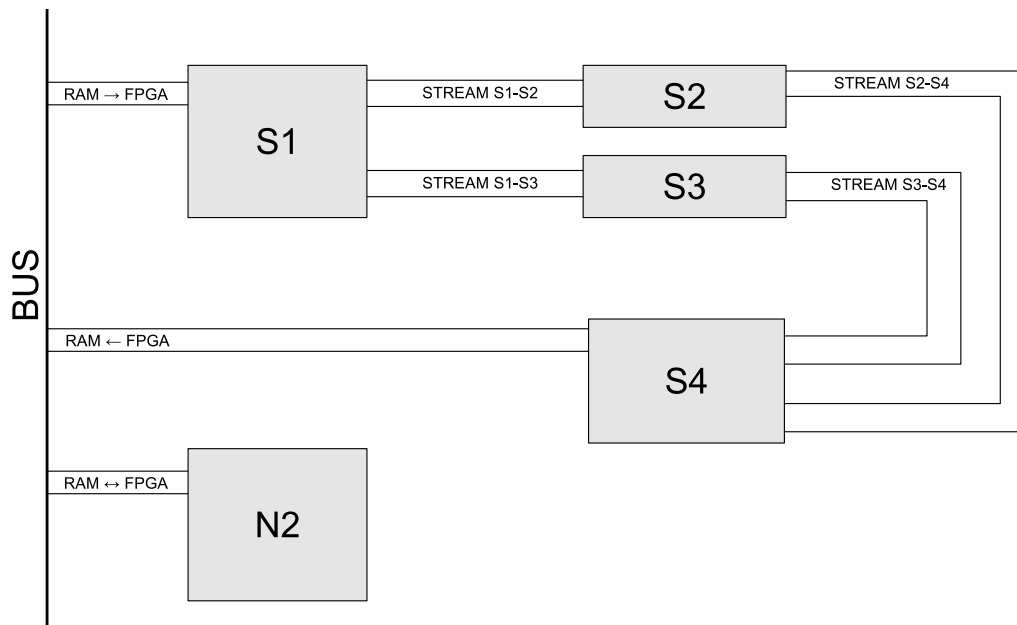 RAM → FPGA
S1
STREAM S1-S2
S2
STREAM S2-S4
STREAM S1-S3
S3
STREAM S3-S4
BUS
RAM ← FPGA
S4
RAM ↔ FPGA
N2